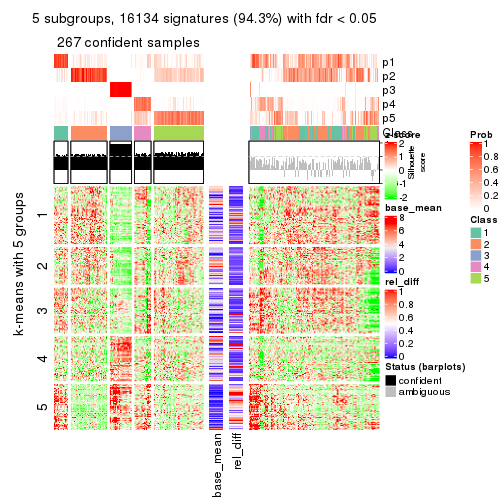 5 subgroups, 16134 signatures (94.3%) with fdr < 0.05
267 confident samples
p1
p2
p3
p4
p5
Class
z-score
2
1
0
-1
-2
Silhouette
score
Prob
1
0.8
0.6
0.4
0.2
0
base_mean
8
6
4
2
0
Class
1
2
3
4
5
rel_diff
1
0.8
0.6
0.4
0.2
0
Status (barplots)
confident
ambiguous
k-means with 5 groups
1
2
3
4
5
base_mean
rel_diff